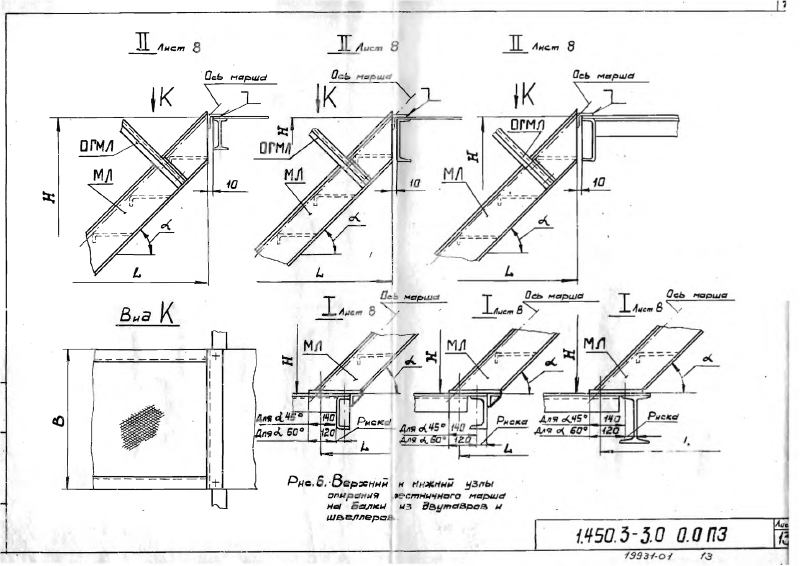 II Лист 8
II Лист 8
II Лист 8
Ось марша
Ось марша
Ось марша
К
К
К
Н
Н
Н
ОГМЛ
ОГМЛ
ОГМЛ
МЛ
МЛ
МЛ
10
10
10
α
α
α
L
L
L
Вид К
В
I Лист 8
I Лист 8
I Лист 8
Ось марша
Ось марша
Ось марша
Н
Н
Н
МЛ
МЛ
МЛ
α
α
α
Для α 45° 140
Для α 60° 120
Риска
L
Для α 45° 140
Для α 60° 120
Риска
L
Для α 45° 140
Для α 60° 120
Риска
Рис. 6. Верхний и нижний узлы
опирания лестничного марша
на балки из двутавров и
швеллеров
1.450.3-3.0 0.0ПЗ
Лис
13
19931-01 13